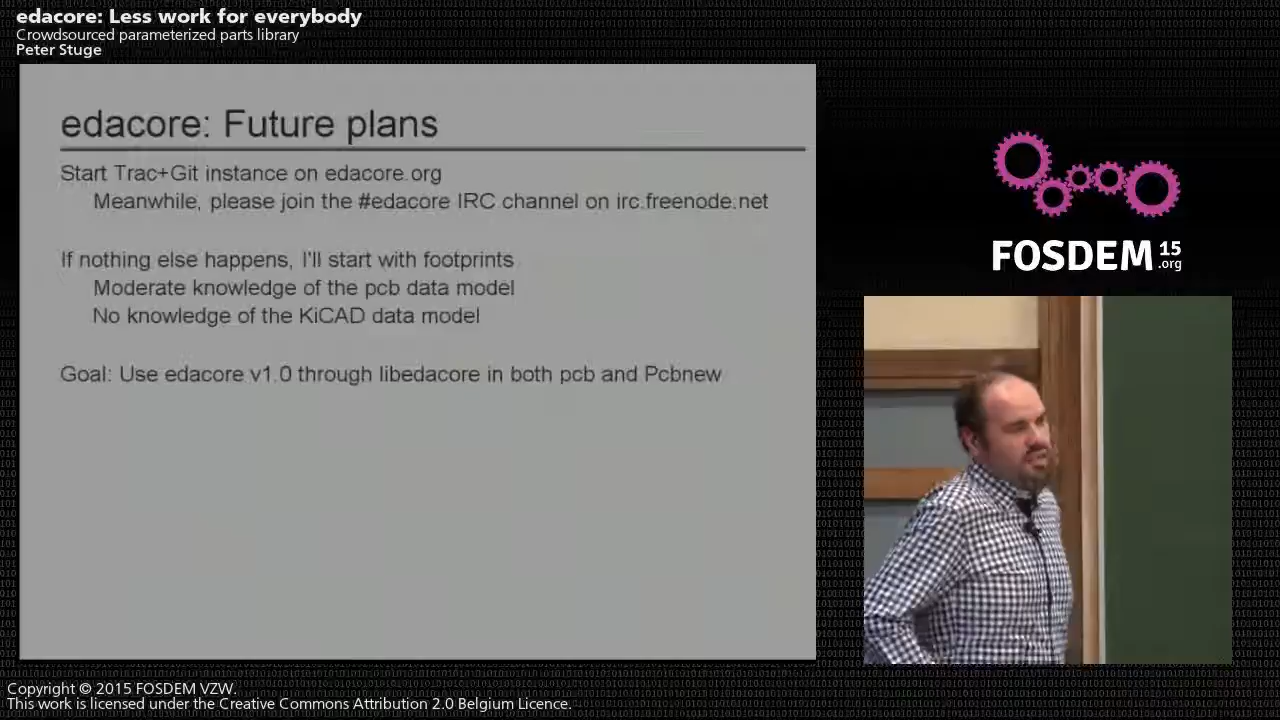 edacore: Less work for everybody
Crowdsourced parameterized parts library
Peter Stuge
edacore: Future plans
Start Trac+Git instance on edacore.org
Meanwhile, please join the #edacore IRC channel on irc.freenode.net
If nothing else happens, I'll start with footprints
Moderate knowledge of the pcb data model
No knowledge of the KiCAD data model
Goal: Use edacore v1.0 through libedacore in both pcb and Pcbnew
FOSDEM 15
.org
Copyright © 2015 FOSDEM VZW.
This work is licensed under the Creative Commons Attribution 2.0 Belgium Licence.